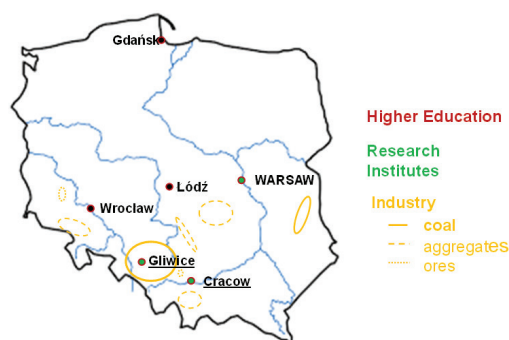 Gdańsk
Higher Education
Research
Institutes
WARSAW
Łódź
Industry
Wrocław
coal
aggregates
Gliwice
ores
Cracow